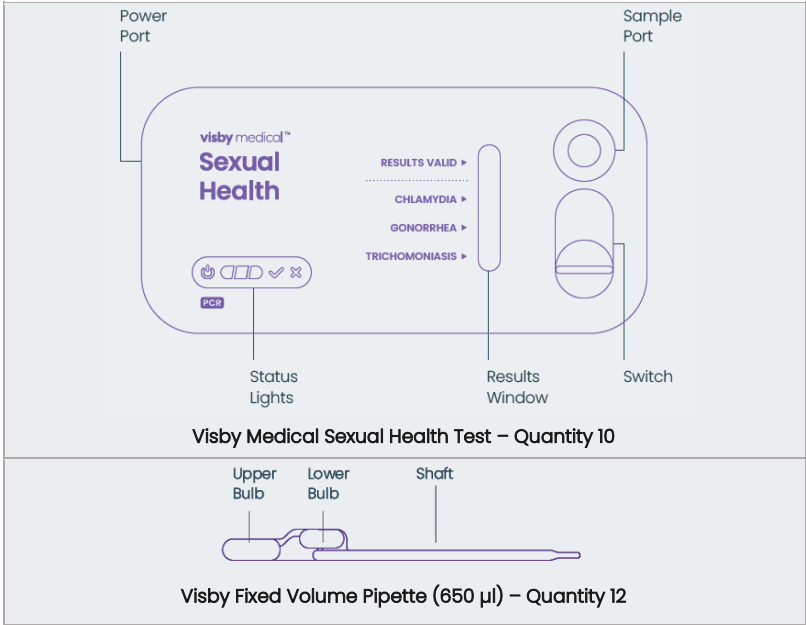 Power
Port
Sample
Port
visby medical™
Sexual
Health
RESULTS VALID ▸
CHLAMYDIA ▸
GONORRHEA ▸
TRICHOMONIASIS ▸
PCR
Status
Lights
Results
Window
Switch
Visby Medical Sexual Health Test – Quantity 10
Upper
Bulb
Lower
Bulb
Shaft
Visby Fixed Volume Pipette (650 µl) – Quantity 12